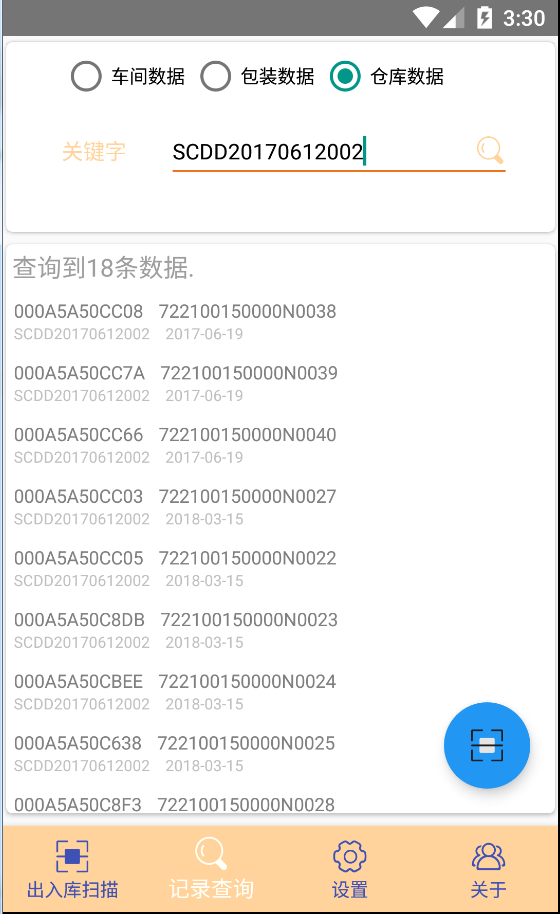 3:30
车间数据 包装数据 仓库数据
关键字 SCDD20170612002
查询到18条数据.
000A5A50CC08 722100150000N0038
SCDD20170612002 2017-06-19
000A5A50CC7A 722100150000N0039
SCDD20170612002 2017-06-19
000A5A50CC66 722100150000N0040
SCDD20170612002 2017-06-19
000A5A50CC03 722100150000N0027
SCDD20170612002 2018-03-15
000A5A50CC05 722100150000N0022
SCDD20170612002 2018-03-15
000A5A50C8DB 722100150000N0023
SCDD20170612002 2018-03-15
000A5A50CBEE 722100150000N0024
SCDD20170612002 2018-03-15
000A5A50C638 722100150000N0025
SCDD20170612002 2018-03-15
000A5A50C8F3 722100150000N0028
出入库扫描 记录查询 设置 关于